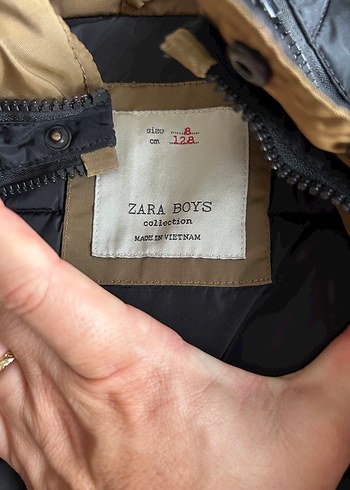 size 8
cm 128
ZARA BOYS
collection
MADE IN VIETNAM